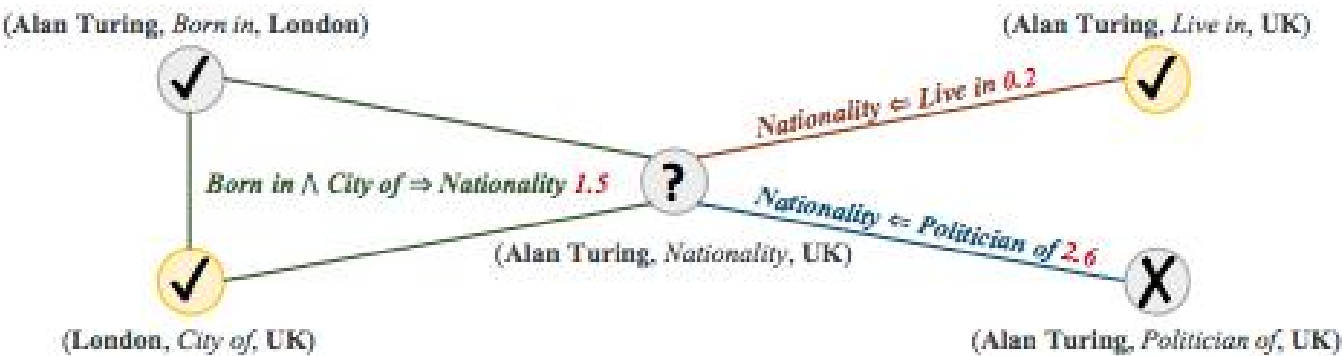 (Alan Turing, Born in, London)
(Alan Turing, Live in, UK)
Nationality ⇐ Live in 0.2
Born in ∧ City of ⇒ Nationality 1.5
?
Nationality ⇐ Politician of 2.6
(Alan Turing, Nationality, UK)
(London, City of, UK)
(Alan Turing, Politician of, UK)